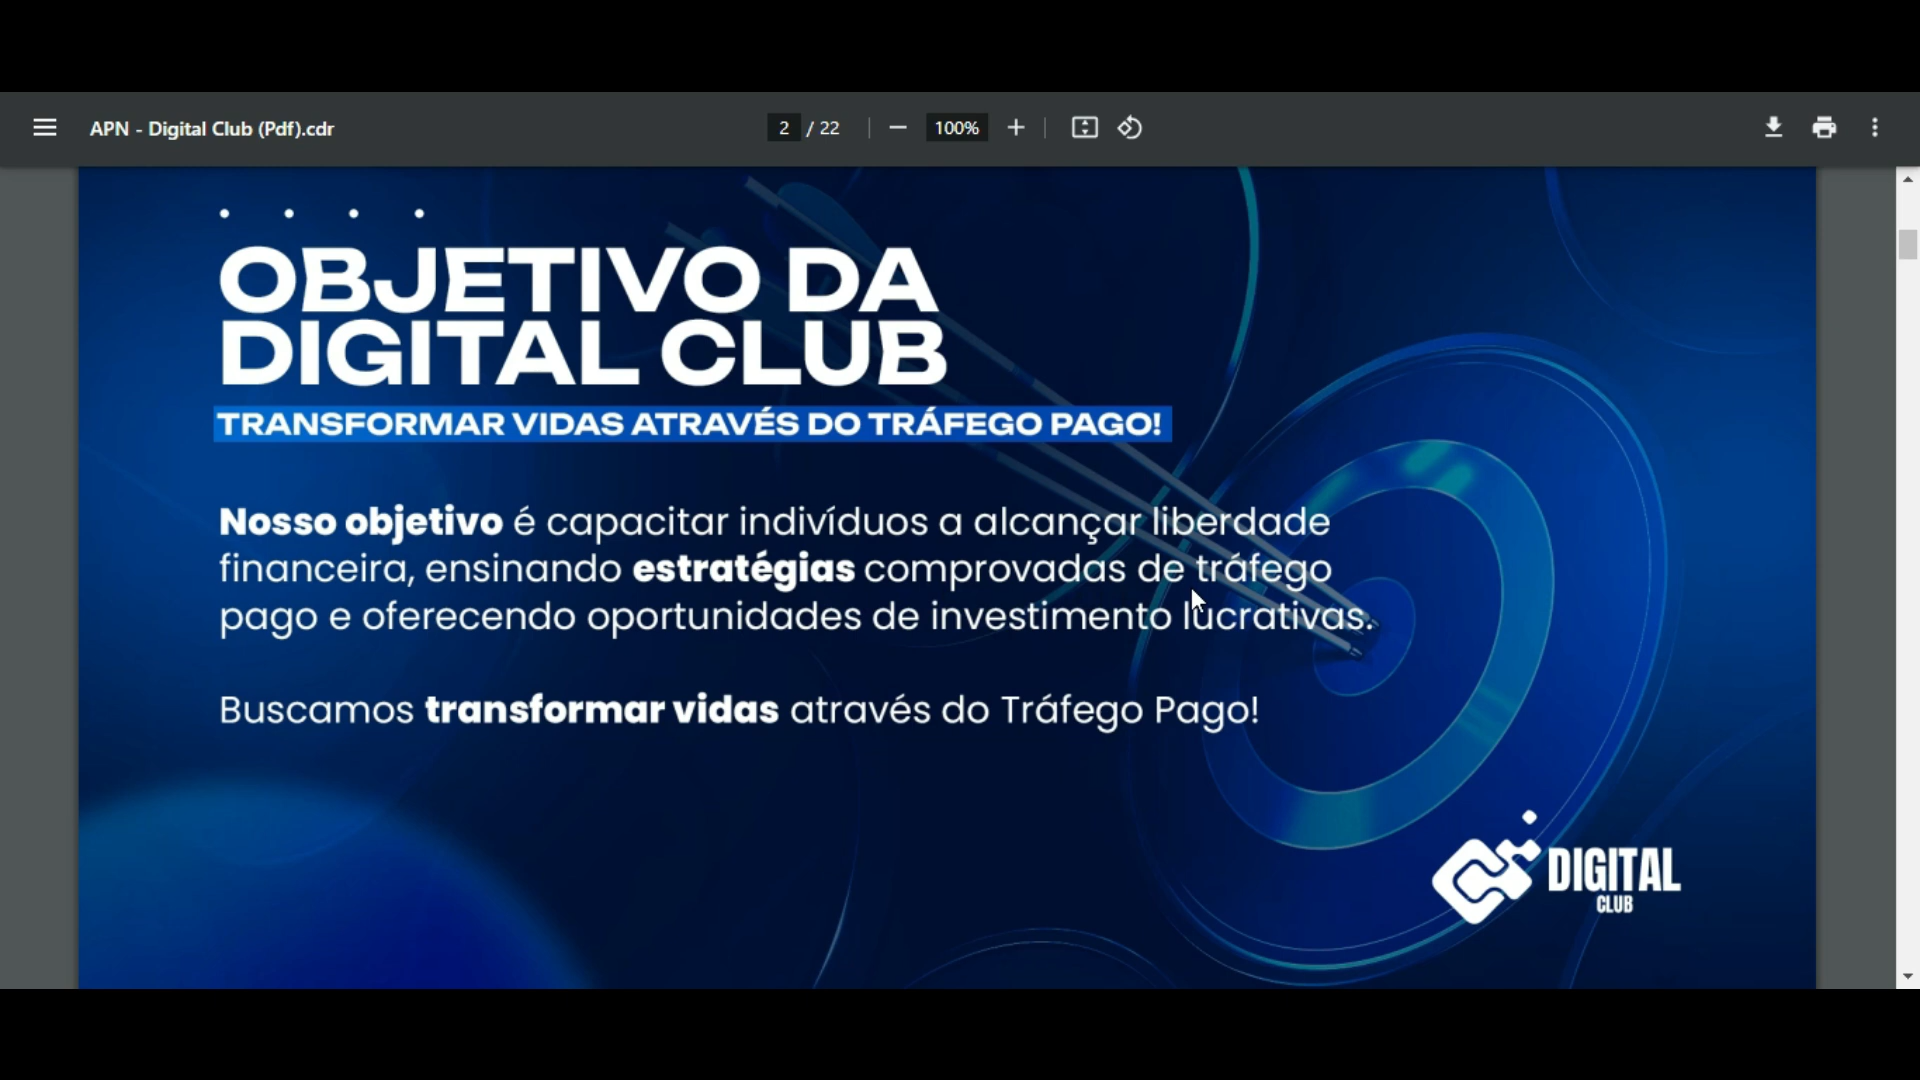 APN - Digital Club (Pdf).cdr
2 / 22
100%
OBJETIVO DA
DIGITAL CLUB
TRANSFORMAR VIDAS ATRAVÉS DO TRÁFEGO PAGO!
Nosso objetivo é capacitar indivíduos a alcançar liberdade
financeira, ensinando estratégias comprovadas de tráfego
pago e oferecendo oportunidades de investimento lucrativas.
Buscamos transformar vidas através do Tráfego Pago!
DIGITAL
CLUB